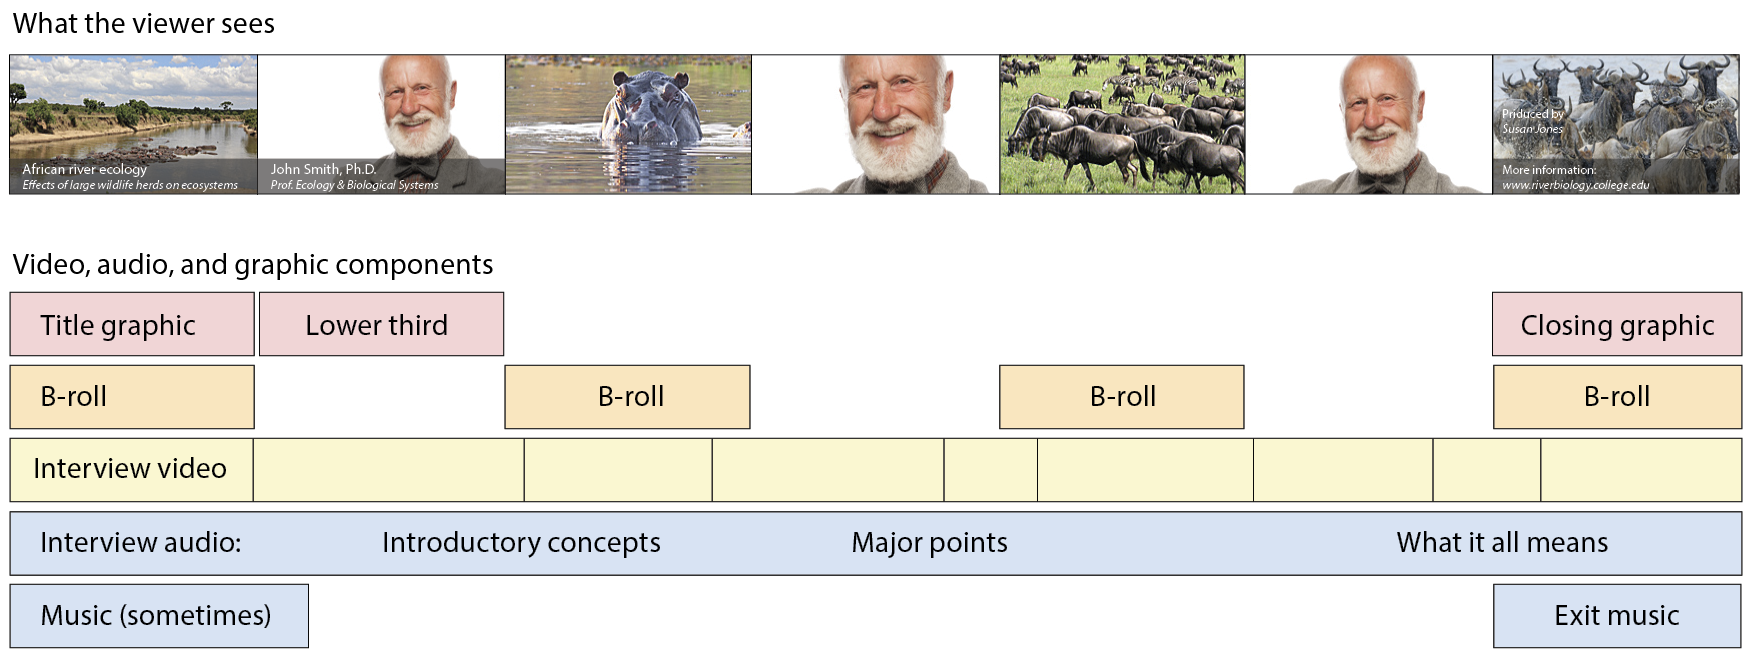 What the viewer sees
African river ecology
Effects of large wildlife herds on ecosystems
John Smith, Ph.D.
Prof. Ecology & Biological Systems
Priduced by
Susan Jones
More information:
www.riverbiology.college.edu
Video, audio, and graphic components
Title graphic
Lower third
Closing graphic
B-roll
B-roll
B-roll
B-roll
Interview video
Interview audio:
Introductory concepts
Major points
What it all means
Music (sometimes)
Exit music